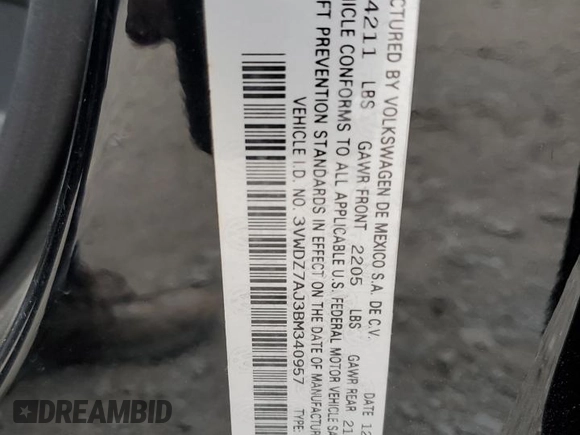 CTURED BY VOLKSWAGEN DE MEXICO S.A. DE C.V.
4211 LBS GAWR FRONT 2205 LBS GAWR REAR 21
HICLE CONFORMS TO ALL APPLICABLE U.S. FEDERAL MOTOR VEHICLE SA
FT PREVENTION STANDARDS IN EFFECT ON THE DATE OF MANUFACTUR
VEHICLE I.D. NO. 3VWDZ7AJ3BM340957 TYPE:
DATE 12
DREAMBID